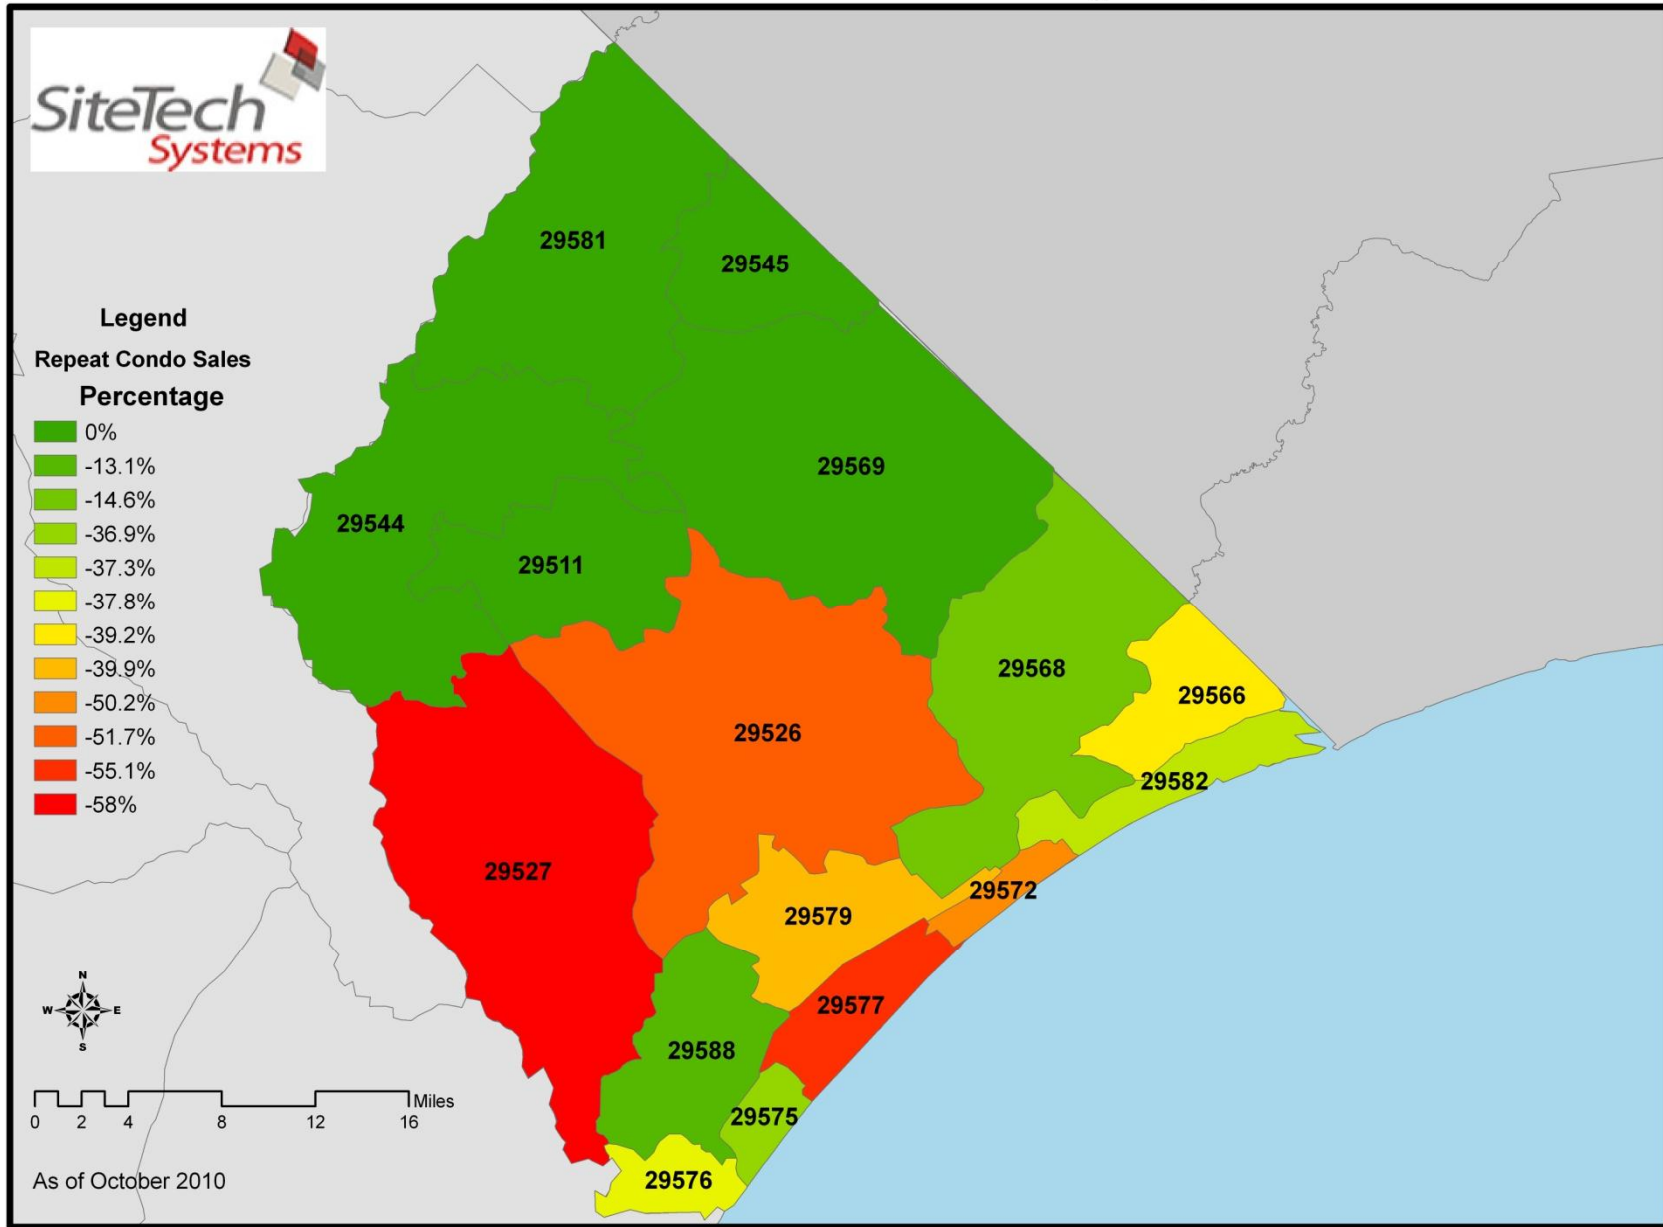 SiteTech
Systems
Legend
Repeat Condo Sales
Percentage
0%
-13.1%
-14.6%
-36.9%
-37.3%
-37.8%
-39.2%
-39.9%
-50.2%
-51.7%
-55.1%
-58%
29581
29545
29569
29544
29511
29568
29566
29526
29582
29527
29572
29579
29577
29588
29575
29576
N
W E
S
Miles
0 2 4 8 12 16
As of October 2010